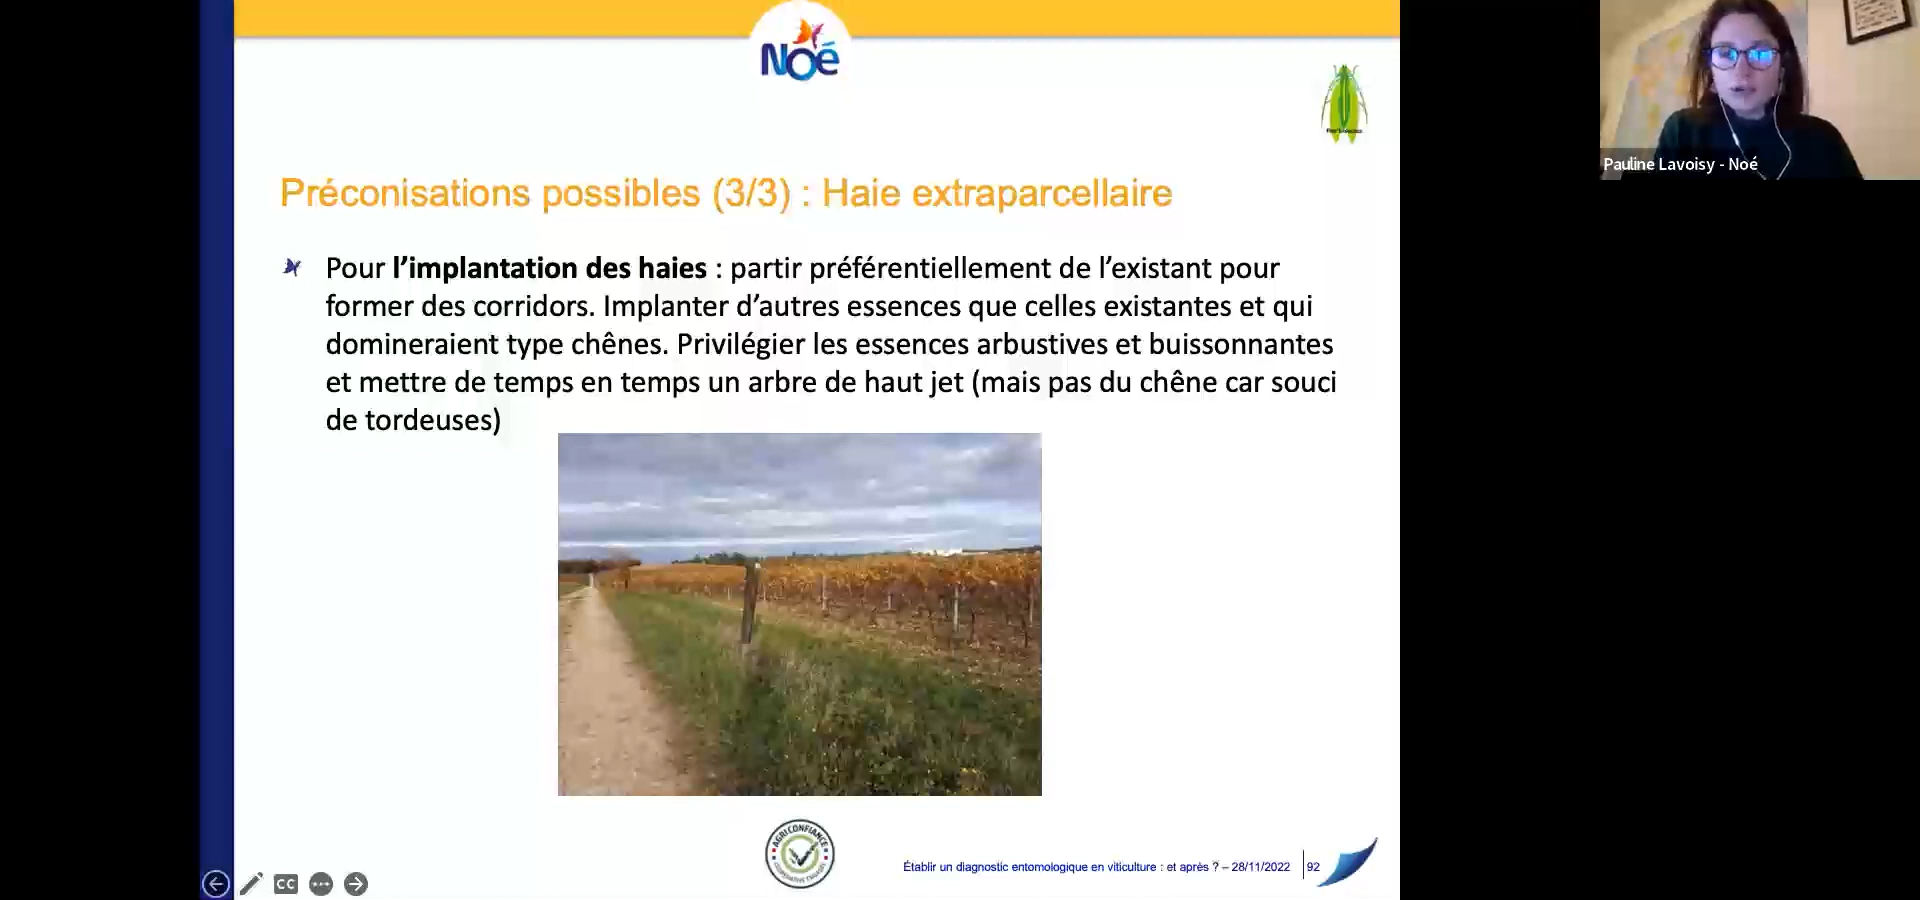 Noé
Pauline Lavoisy - Noé
Préconisations possibles (3/3) : Haie extraparcellaire
Pour l’implantation des haies : partir préférentiellement de l’existant pour
former des corridors. Implanter d’autres essences que celles existantes et qui
domineraient type chênes. Privilégier les essences arbustives et buissonnantes
et mettre de temps en temps un arbre de haut jet (mais pas du chêne car souci
de tordeuses)
AGRI CONFIANCE
Établir un diagnostic entomologique en viticulture : et après ? – 28/11/2022
92
CC